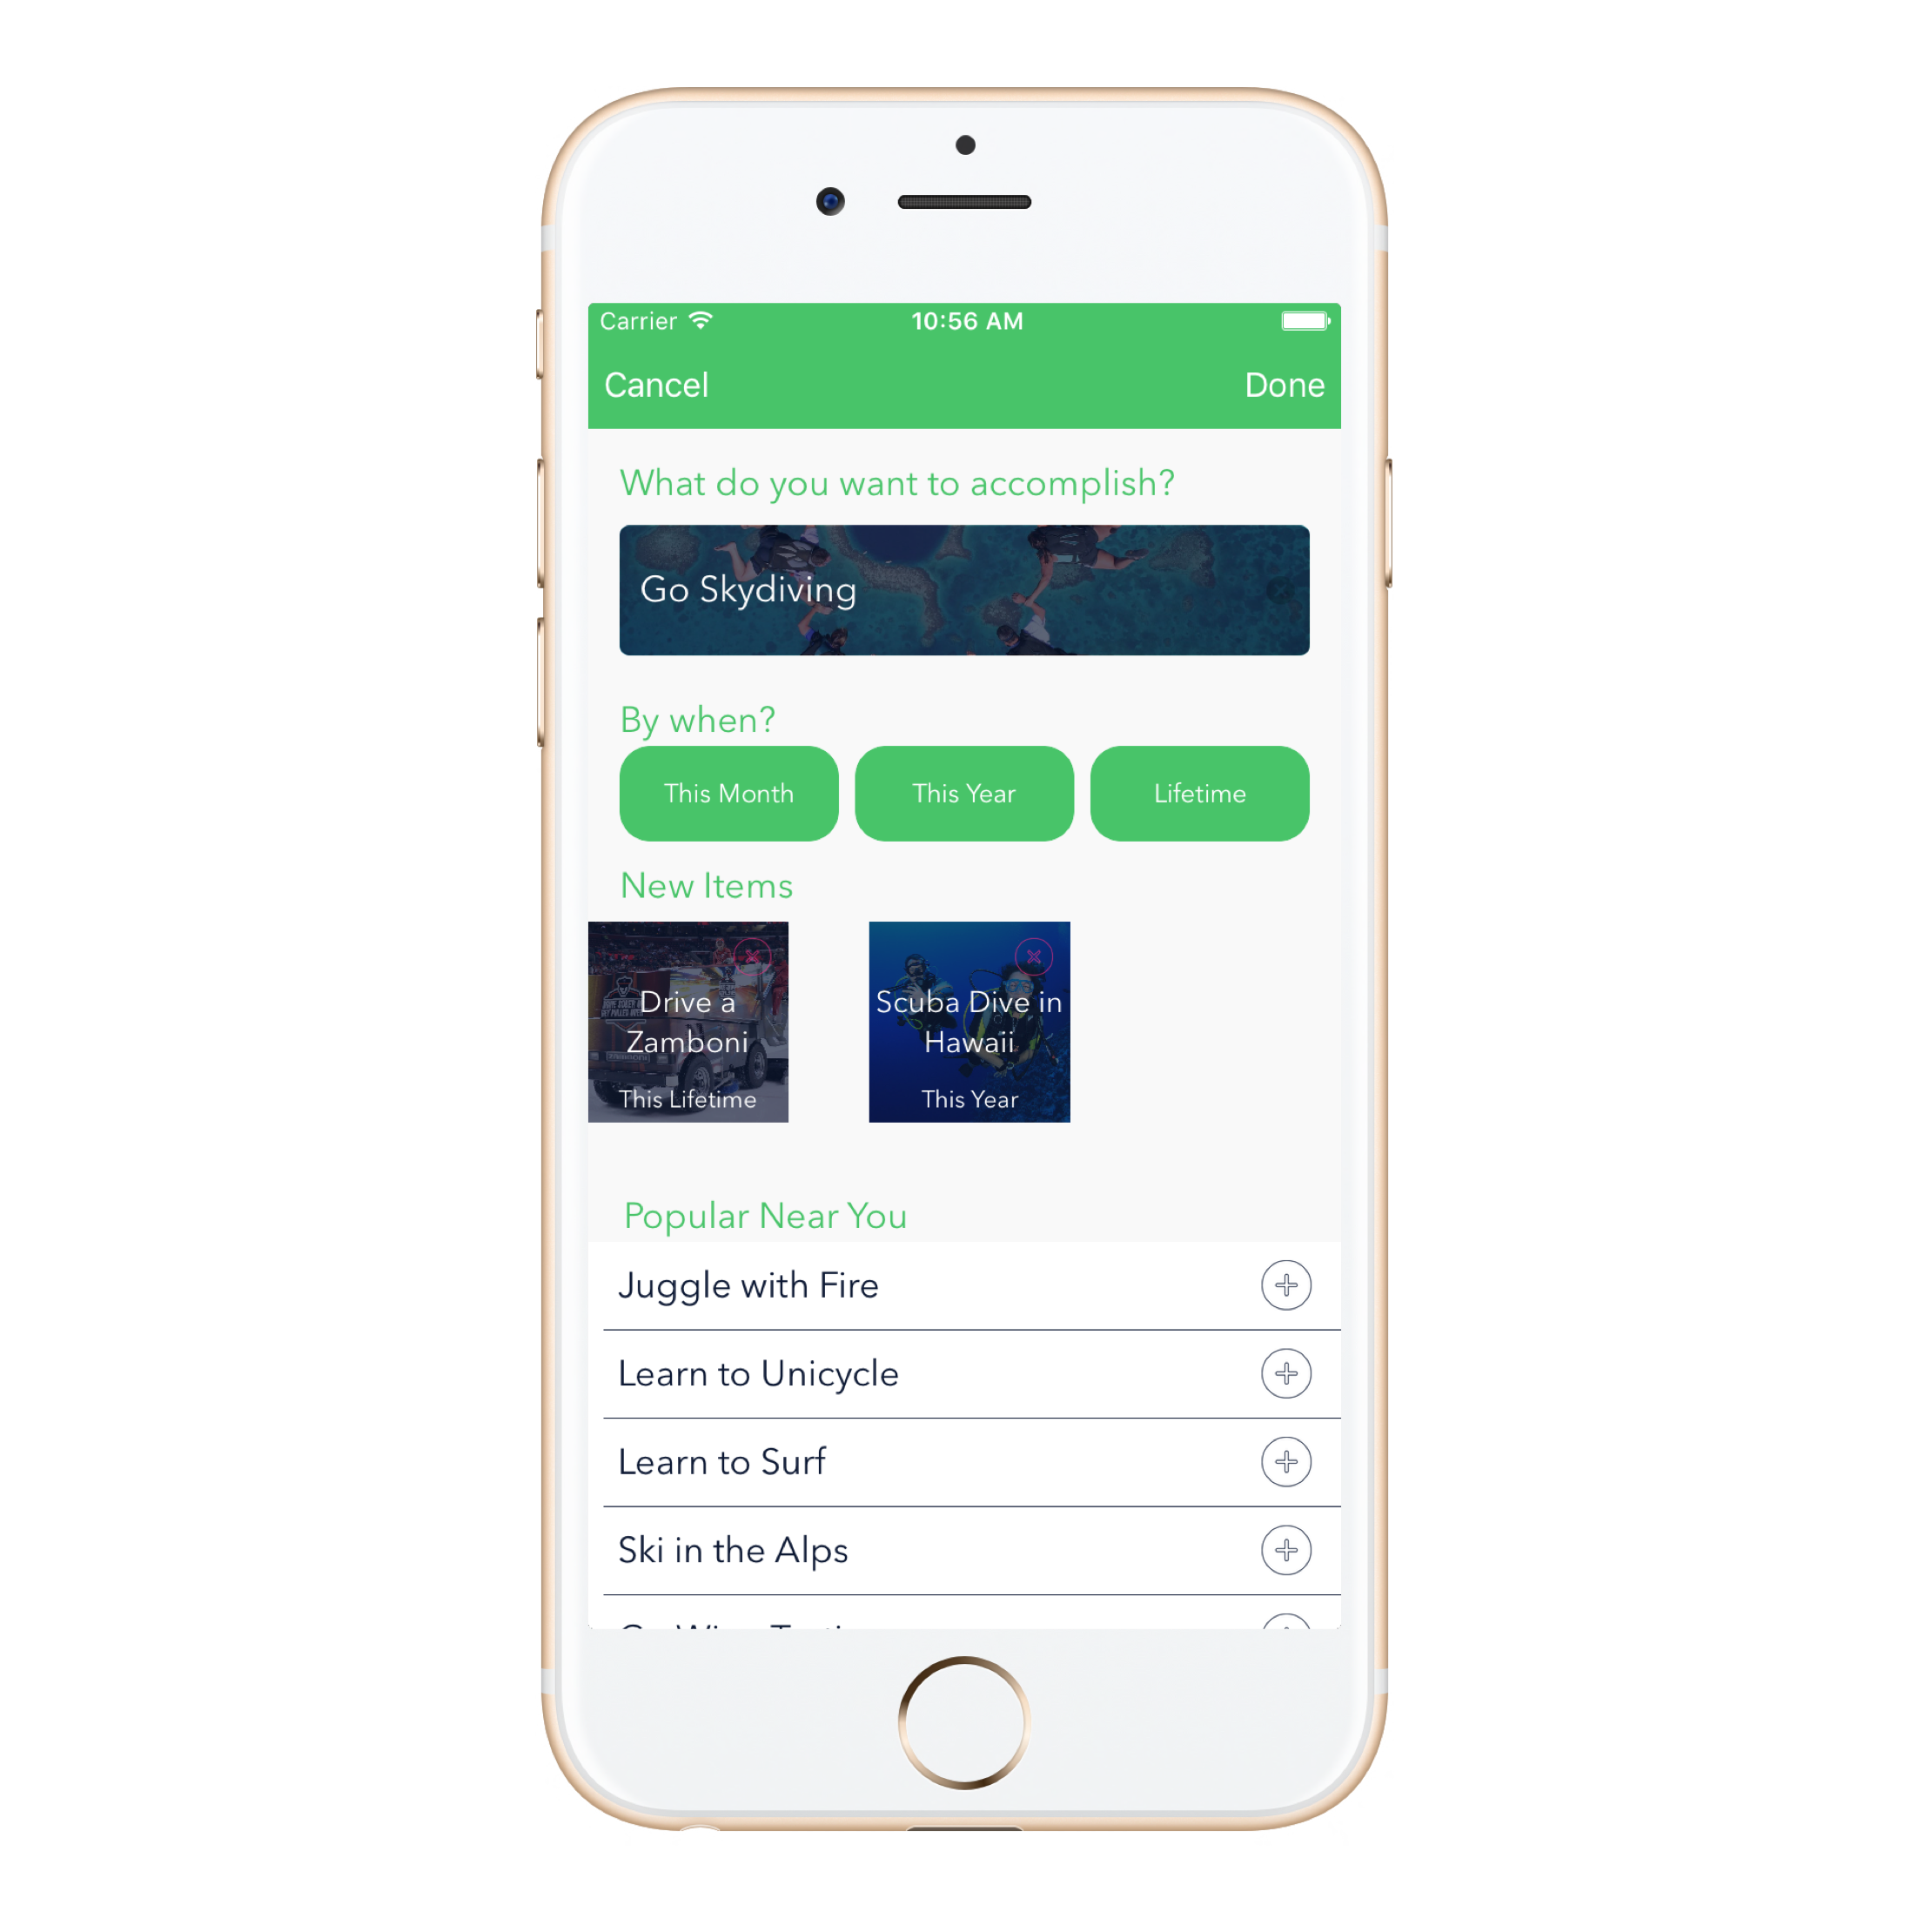 Carrier 10:56 AM
Cancel Done
What do you want to accomplish?
Go Skydiving
By when?
This Month This Year Lifetime
New Items
Drive a
Zamboni
This Lifetime
Scuba Dive in
Hawaii
This Year
Popular Near You
Juggle with Fire
Learn to Unicycle
Learn to Surf
Ski in the Alps